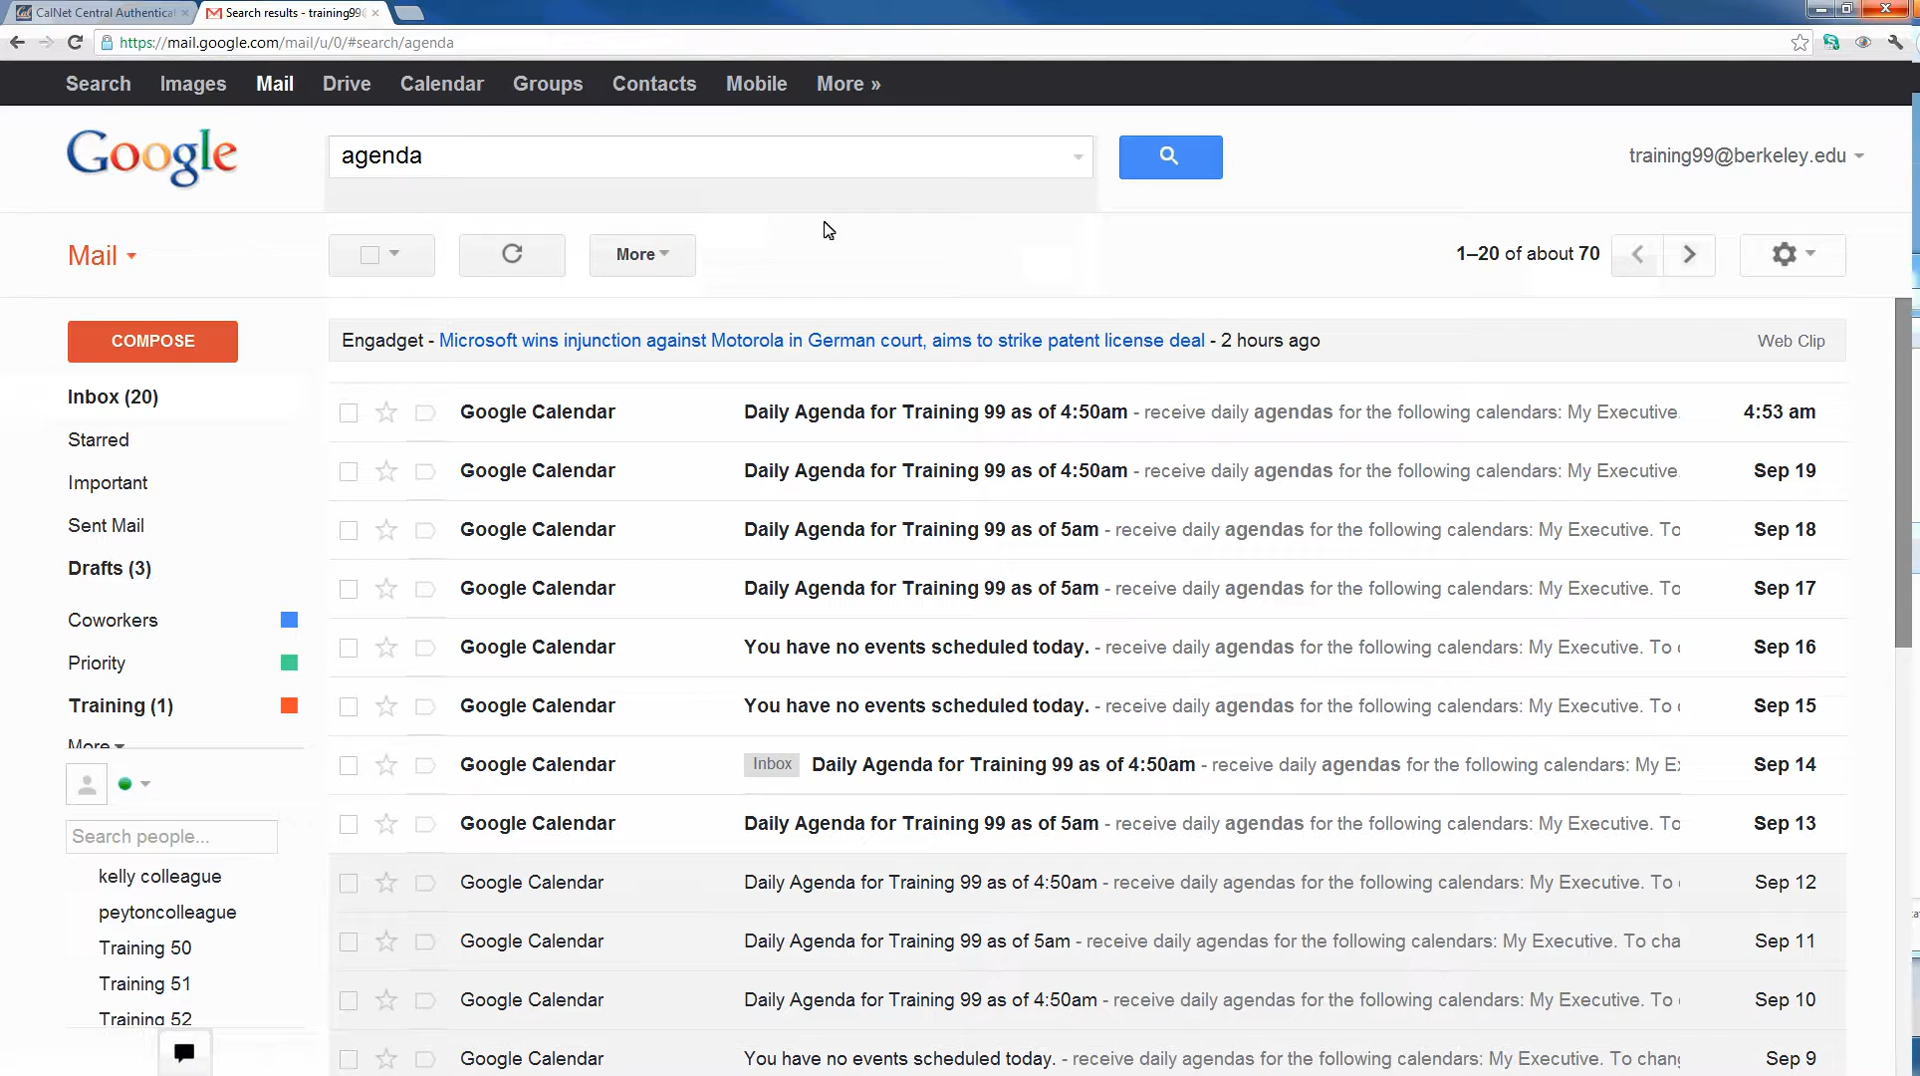 CalNet Central Authentica
Search results - training99@
https://mail.google.com/mail/u/0/#search/agenda
Search Images Mail Drive Calendar Groups Contacts Mobile More »
Google
agenda
training99@berkeley.edu
Mail
More
1–20 of about 70
COMPOSE
Engadget - Microsoft wins injunction against Motorola in German court, aims to strike patent license deal - 2 hours ago
Web Clip
Inbox (20)
Starred
Important
Sent Mail
Drafts (3)
Coworkers
Priority
Training (1)
More
Search people...
kelly colleague
peytoncolleague
Training 50
Training 51
Training 52
Google Calendar Daily Agenda for Training 99 as of 4:50am - receive daily agendas for the following calendars: My Executive. 4:53 am
Google Calendar Daily Agenda for Training 99 as of 4:50am - receive daily agendas for the following calendars: My Executive. Sep 19
Google Calendar Daily Agenda for Training 99 as of 5am - receive daily agendas for the following calendars: My Executive. To Sep 18
Google Calendar Daily Agenda for Training 99 as of 5am - receive daily agendas for the following calendars: My Executive. To Sep 17
Google Calendar You have no events scheduled today. - receive daily agendas for the following calendars: My Executive. To Sep 16
Google Calendar You have no events scheduled today. - receive daily agendas for the following calendars: My Executive. To Sep 15
Google Calendar Inbox Daily Agenda for Training 99 as of 4:50am - receive daily agendas for the following calendars: My Sep 14
Google Calendar Daily Agenda for Training 99 as of 5am - receive daily agendas for the following calendars: My Executive. To Sep 13
Google Calendar Daily Agenda for Training 99 as of 4:50am - receive daily agendas for the following calendars: My Executive. To Sep 12
Google Calendar Daily Agenda for Training 99 as of 5am - receive daily agendas for the following calendars: My Executive. To cha Sep 11
Google Calendar Daily Agenda for Training 99 as of 4:50am - receive daily agendas for the following calendars: My Executive. To Sep 10
Google Calendar You have no events scheduled today. - receive daily agendas for the following calendars: My Executive. To chang Sep 9